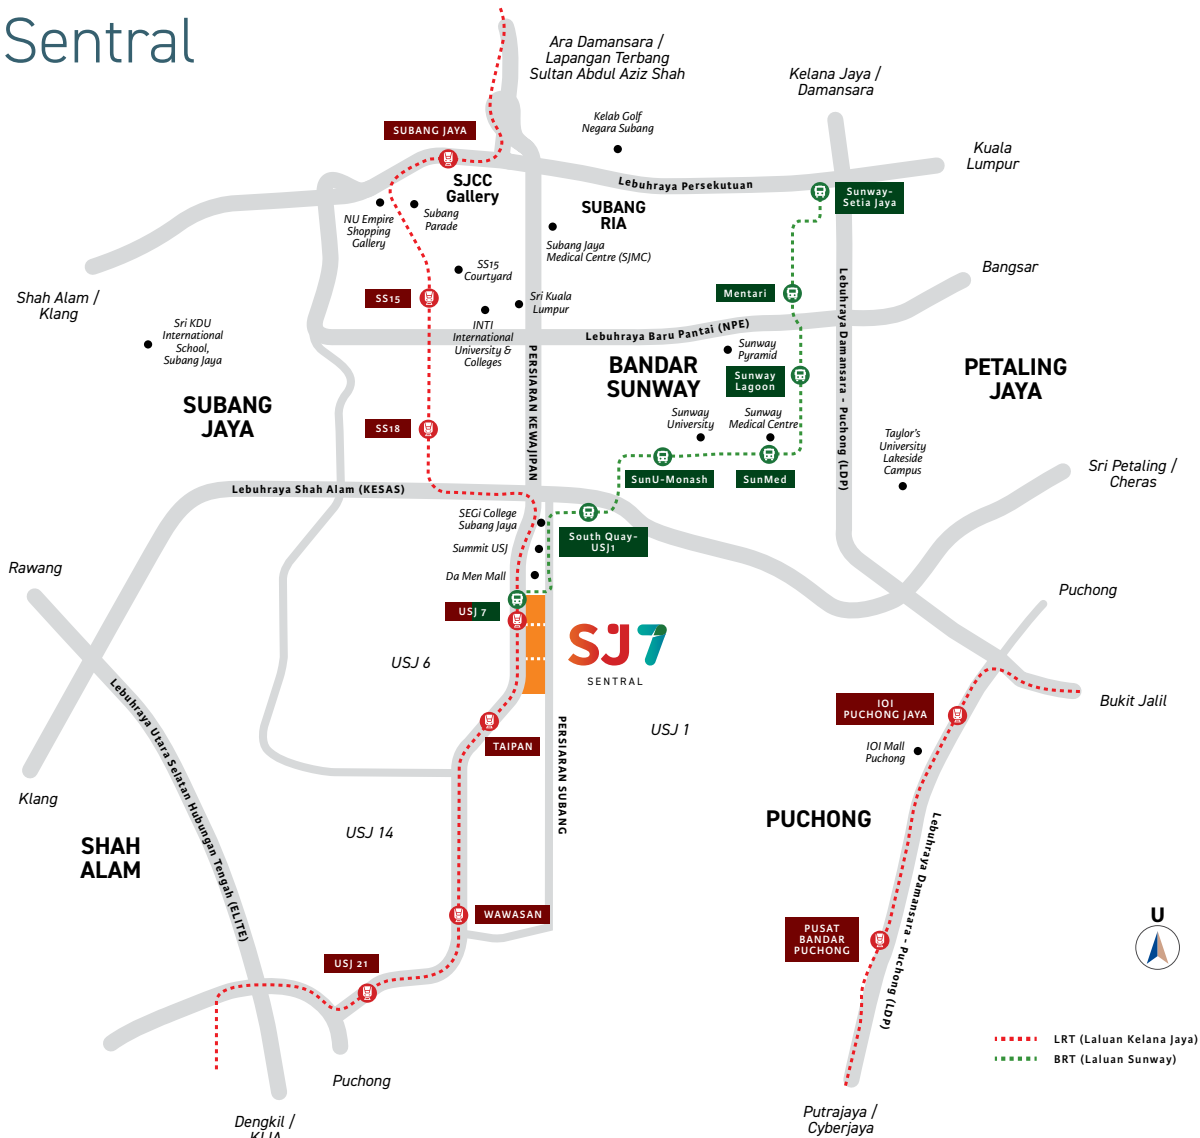 Sentral
Ara Damansara /
Lapangan Terbang
Sultan Abdul Aziz Shah
Kelana Jaya /
Damansara
Kelab Golf
Negara Subang
SUBANG JAYA
Kuala
Lumpur
Lebuhraya Persekutuan
SJCC
Gallery
Sunway-
Setia Jaya
NU Empire
Shopping
Gallery
Subang
Parade
SUBANG
RIA
Subang Jaya
Medical Centre (SJMC)
SS15
Courtyard
Bangsar
Shah Alam /
Klang
SS15
Mentari
Sri Kuala
Lumpur
Sri KDU
International
School,
Subang Jaya
INTI
International
University &
Colleges
Lebuhraya Baru Pantai (NPE)
Sunway
Pyramid
BANDAR
SUNWAY
PETALING
JAYA
Sunway
Lagoon
PERSIARAN KEWAJIPAN
Lebuhraya Damansara - Puchong (LDP)
SUBANG
JAYA
SS18
Sunway
University
Sunway
Medical Centre
Taylor's
University
Lakeside
Campus
SunU-Monash
SunMed
Sri Petaling /
Cheras
Lebuhraya Shah Alam (KESAS)
SEGi College
Subang Jaya
Summit USJ
Da Men Mall
South Quay-
USJ1
Rawang
Puchong
USJ 7
SJ7
SENTRAL
USJ 6
Bukit Jalil
IOI
PUCHONG JAYA
IOI Mall
Puchong
TAIPAN
USJ 1
PERSIARAN SUBANG
Lebuhraya Utara Selatan Hubungan Tengah (ELITE)
Klang
USJ 14
PUCHONG
SHAH
ALAM
Lebuhraya Damansara - Puchong (LDP)
WAWASAN
PUSAT
BANDAR
PUCHONG
U
USJ 21
LRT (Laluan Kelana Jaya)
BRT (Laluan Sunway)
Puchong
Dengkil /
KLIA
Putrajaya /
Cyberjaya